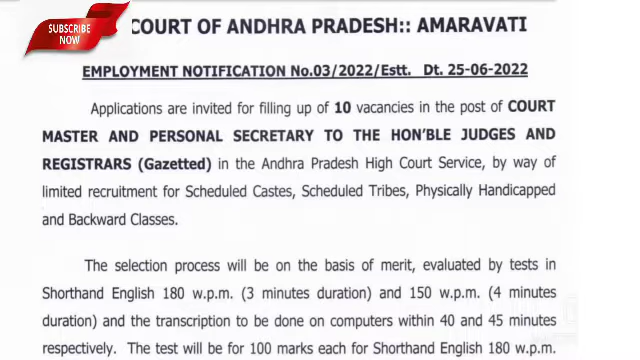 SUBSCRIBE
NOW
COURT OF ANDHRA PRADESH:: AMARAVATI
EMPLOYMENT NOTIFICATION No.03/2022/Estt. Dt. 25-06-2022
Applications are invited for filling up of 10 vacancies in the post of COURT
MASTER AND PERSONAL SECRETARY TO THE HON'BLE JUDGES AND
REGISTRARS (Gazetted) in the Andhra Pradesh High Court Service, by way of
limited recruitment for Scheduled Castes, Scheduled Tribes, Physically Handicapped
and Backward Classes.
The selection process will be on the basis of merit, evaluated by tests in
Shorthand English 180 w.p.m. (3 minutes duration) and 150 w.p.m. (4 minutes
duration) and the transcription to be done on computers within 40 and 45 minutes
respectively. The test will be for 100 marks each for Shorthand English 180 w.p.m.